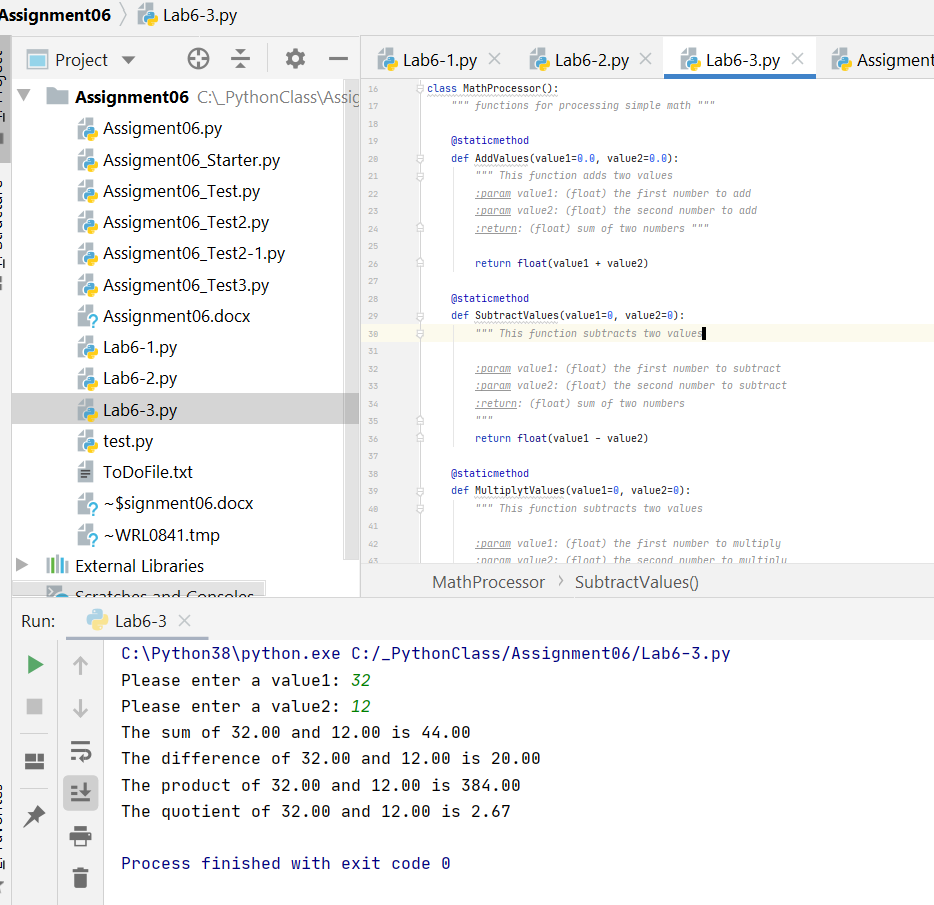 Assignment06 Lab6-3.py
Project
Lab6-1.py Lab6-2.py Lab6-3.py Assigment
Assignment06 C:\_PythonClass\Assig
Assigment06.py
Assigment06_Starter.py
Assigment06_Test.py
Assigment06_Test2.py
Assigment06_Test2-1.py
Assigment06_Test3.py
Assignment06.docx
Lab6-1.py
Lab6-2.py
Lab6-3.py
test.py
ToDoFile.txt
~$signment06.docx
~WRL0841.tmp
External Libraries
Scratches and Consoles
16 class MathProcessor():
17 """ functions for processing simple math """
18
19 @staticmethod
20 def AddValues(value1=0.0, value2=0.0):
21 """ This function adds two values
22 :param value1: (float) the first number to add
23 :param value2: (float) the second number to add
24 :return: (float) sum of two numbers """
25
26 return float(value1 + value2)
27
28 @staticmethod
29 def SubtractValues(value1=0, value2=0):
30 """ This function subtracts two values
31
32 :param value1: (float) the first number to subtract
33 :param value2: (float) the second number to subtract
34 :return: (float) sum of two numbers
35 """
36 return float(value1 - value2)
37
38 @staticmethod
39 def MultiplytValues(value1=0, value2=0):
40 """ This function subtracts two values
41
42 :param value1: (float) the first number to multiply
43 :param value2: (float) the second number to multiply
MathProcessor SubtractValues()
Run: Lab6-3
C:\Python38\python.exe C:/_PythonClass/Assignment06/Lab6-3.py
Please enter a value1: 32
Please enter a value2: 12
The sum of 32.00 and 12.00 is 44.00
The difference of 32.00 and 12.00 is 20.00
The product of 32.00 and 12.00 is 384.00
The quotient of 32.00 and 12.00 is 2.67
Process finished with exit code 0